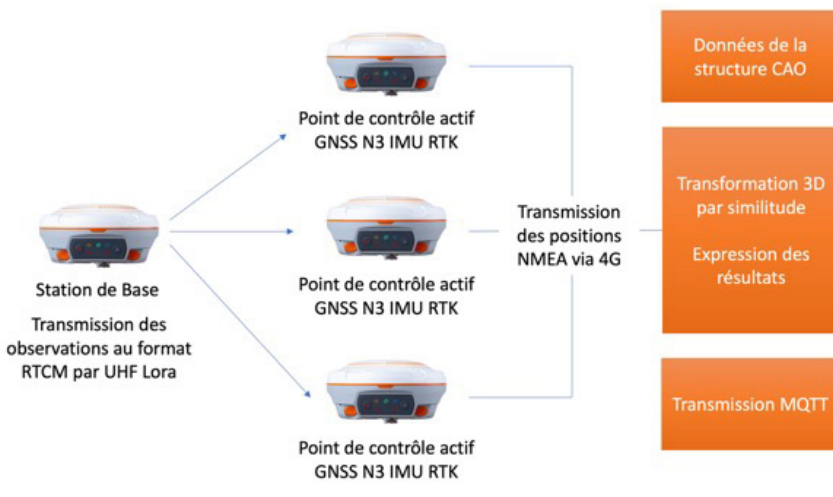 Station de Base
Transmission des
observations au format
RTCM par UHF Lora
Point de contrôle actif
GNSS N3 IMU RTK
Point de contrôle actif
GNSS N3 IMU RTK
Point de contrôle actif
GNSS N3 IMU RTK
Transmission
des positions
NMEA via 4G
Données de la
structure CAO
Transformation 3D
par similitude
Expression des
résultats
Transmission MQTT